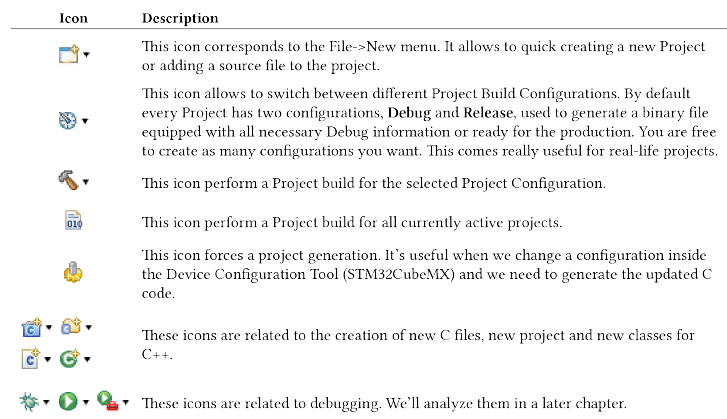 Icon Description
This icon corresponds to the File->New menu. It allows to quick creating a new Project
or adding a source file to the project.
This icon allows to switch between different Project Build Configurations. By default
every Project has two configurations, Debug and Release, used to generate a binary file
equipped with all necessary Debug information or ready for the production. You are free
to create as many configurations you want. This comes really useful for real-life projects.
This icon perform a Project build for the selected Project Configuration.
010
This icon perform a Project build for all currently active projects.
This icon forces a project generation. It's useful when we change a configuration inside
the Device Configuration Tool (STM32CubeMX) and we need to generate the updated C
code.
C C
These icons are related to the creation of new C files, new project and new classes for
C C
C++.
These icons are related to debugging. We'll analyze them in a later chapter.